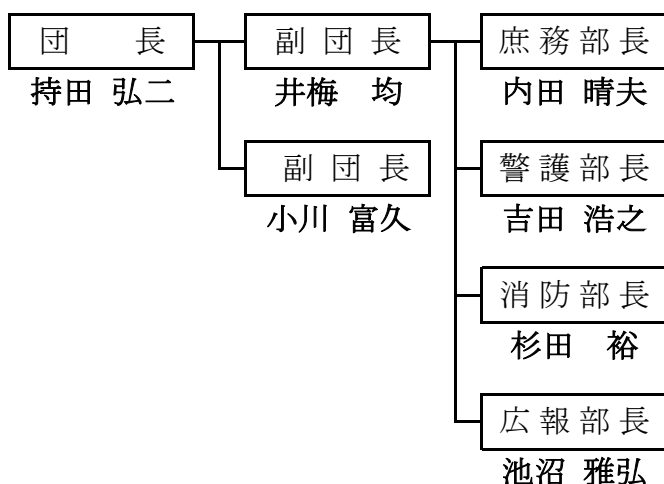 団　長
持田 弘二
副団長
井梅　均
副団長
小川 富久
庶務部長
内田 晴夫
警護部長
吉田 浩之
消防部長
杉田　裕
広報部長
池沼 雅弘